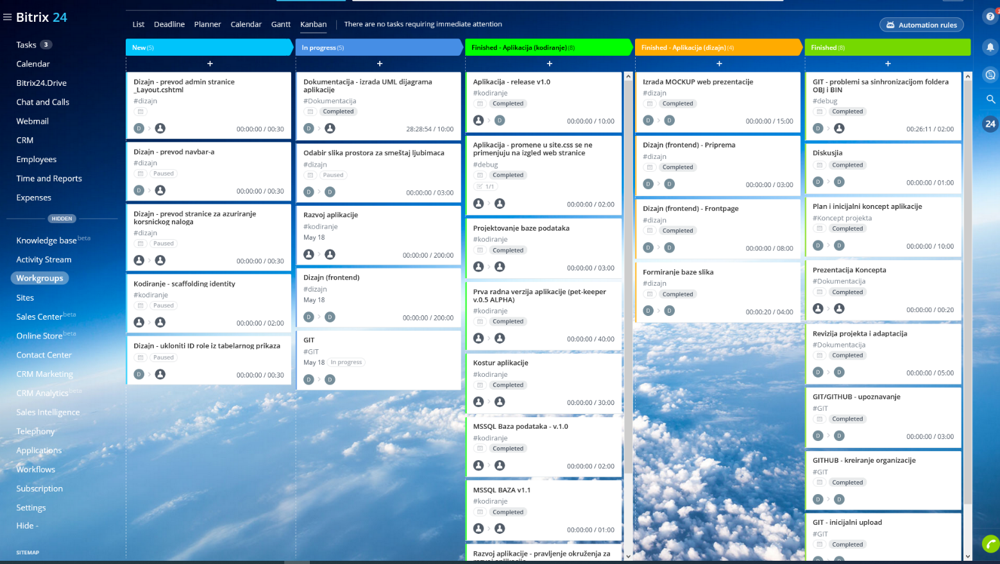 Bitrix 24
Tasks 3
Calendar
Bitrix24.Drive
Chat and Calls
Webmail
CRM
Employees
Time and Reports
Expenses
HIDDEN
Knowledge base beta
Activity Stream
Workgroups
Sites
Sales Center beta
Online Store beta
Contact Center
CRM Marketing
CRM Analytics beta
Sales Intelligence
Telephony
Applications
Workflows
Subscription
Settings
Hide -
SITEMAP
List Deadline Planner Calendar Gantt Kanban There are no tasks requiring immediate attention
Automation rules
New (5)
+
Dizajn - prevod admin stranice
_Layout.cshtml
#dizajn
D
00:00:00 / 00:30
Dizajn - prevod navbar-a
#dizajn
Paused
D
00:00:00 / 00:30
Dizajn - prevod stranice za azuriranje
korsnickog naloga
#dizajn
Paused
00:00:00 / 00:30
Kodiranje - scaffolding identity
#kodiranje
Paused
00:00:00 / 02:00
Dizajn - ukloniti ID role iz tabelarnog prikaza
Paused
D
00:00:00 / 00:30
In progress (5)
+
Dokumentacija - izrada UML dijagrama
aplikacije
#Dokumentacija
Completed
D
28:28:54 / 10:00
Odabir slika prostora za smeštaj ljubimaca
#dizajn
Paused
D D
00:00:00 / 03:00
Razvoj aplikacije
#kodiranje
May 18
00:00:00 / 200:00
Dizajn (frontend)
#dizajn
May 18
D D
00:00:00 / 200:00
GIT
#GIT
May 18 In progress
D D
Finished - Aplikacija (kodiranje) (8)
+
Aplikacija - release v1.0
#kodiranje
Completed
D
00:00:00 / 10:00
Aplikacija - promene u site.css se ne
primenjuju na izgled web stranice
#debug
Completed
1/1
00:00:00 / 02:00
Projektovanje baze podataka
#kodiranje
Completed
00:00:00 / 03:00
Prva radna verzija aplikacije (pet-keeper
v.0.5 ALPHA)
#kodiranje
Completed
00:00:00 / 40:00
Kostur aplikacije
#kodiranje
Completed
00:00:00 / 30:00
MSSQL Baza podataka - v.1.0
#kodiranje
Completed
00:00:00 / 02:00
MSSQL BAZA v1.1
#kodiranje
Completed
00:00:00 / 01:00
Razvoj aplikacije - pravljenje okruženja za
Finished - Aplikacija (dizajn) (4)
+
Izrada MOCKUP web prezentacije
#dizajn
Completed
D D
00:00:00 / 15:00
Dizajn (frontend) - Priprema
#dizajn
Completed
D D
00:00:00 / 03:00
Dizajn (frontend) - Frontpage
#dizajn
Completed
D D
00:00:00 / 08:00
Formiranje baze slika
#dizajn
Completed
D D
00:00:20 / 04:00
Finished (8)
+
GIT - problemi sa sinhronizacijom foldera
OBJ i BIN
#debug
Completed
D
00:26:11 / 02:00
Diskusjia
Completed
D D
00:00:00 / 01:00
Plan i inicijalni koncept aplikacije
#Koncept projekta
Completed
D D
00:00:00 / 10:00
Prezentacija Koncepta
#Dokumentacija
Completed
00:00:00 / 00:20
Revizija projekta i adaptacija
#Dokumentacija
Completed
D D
00:00:00 / 05:00
GIT/GITHUB - upoznavanje
#GIT
Completed
D D
00:00:00 / 03:00
GITHUB - kreiranje organizacije
#GIT
Completed
D D
GIT - inicijalni upload
#GIT
Completed
?
24